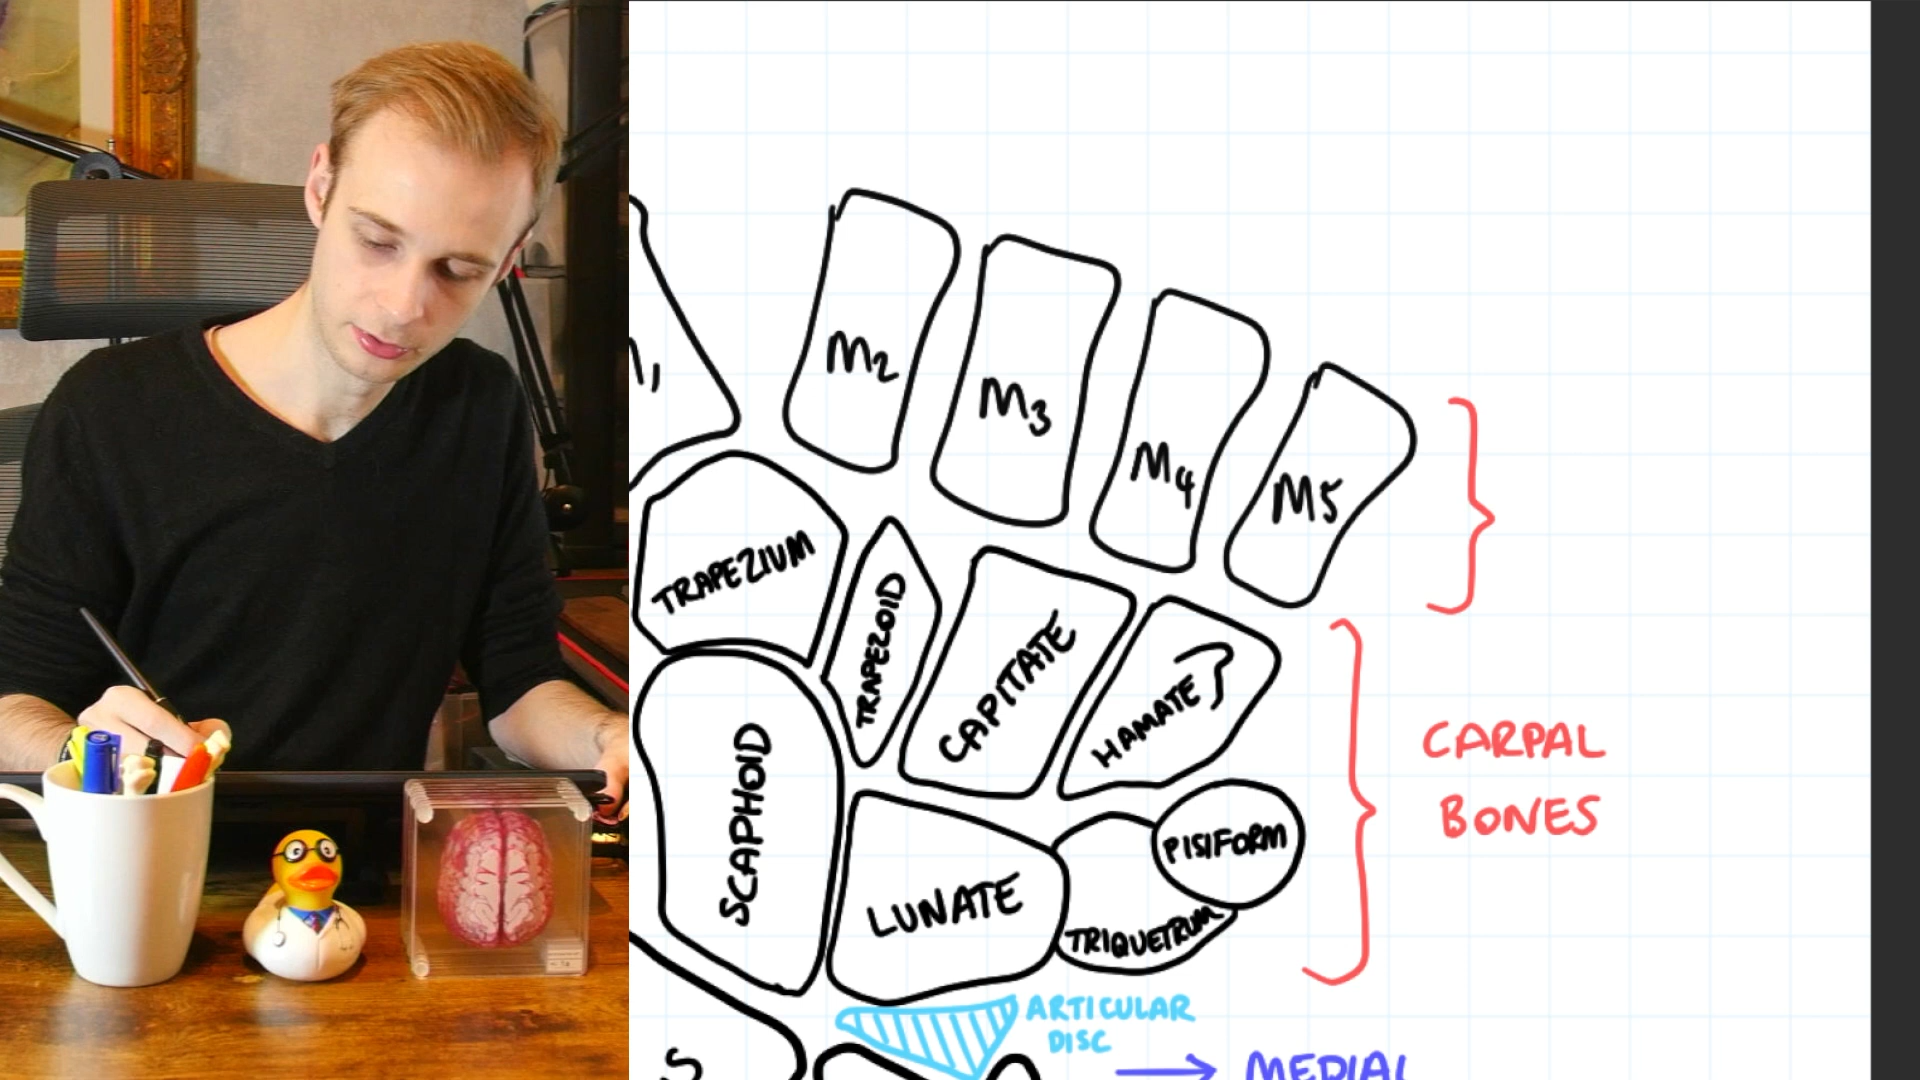 M2
M3
M4
M5
TRAPEZIUM
TRAPEZOID
CAPITATE
HAMATE
SCAPHOID
LUNATE
TRIQUETRUM
PISIFORM
CARPAL
BONES
ARTICULAR
DISC
→ MEDIAL